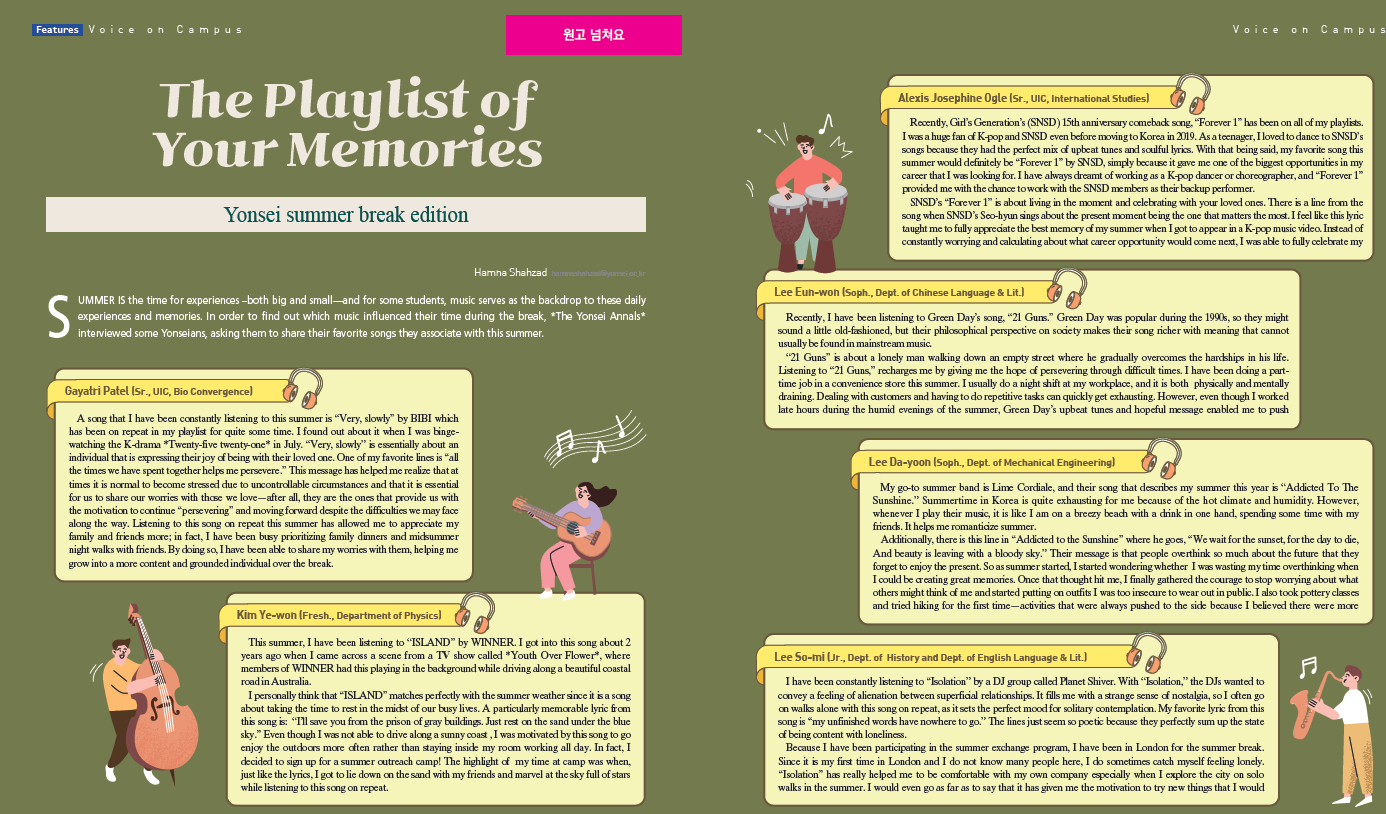 Features Voice on Campus
원고 넘쳐요
The Playlist of
Your Memories
Yonsei summer break edition
Hamna Shahzad
SUMMER IS the time for experiences –both big and small—and for some students, music serves as the backdrop to these daily
experiences and memories. In order to find out which music influenced their time during the break, *The Yonsei Annals*
interviewed some Yonseians, asking them to share their favorite songs they associate with this summer.
Gayatri Patel (Sr., UIC, Bio Convergence)
A song that I have been constantly listening to this summer is “Very, slowly” by BIBI which
has been on repeat in my playlist for quite some time. I found out about it when I was binge-
watching the K-drama *Twenty-five twenty-one* in July. “Very, slowly” is essentially about an
individual that is expressing their joy of being with their loved one. One of my favorite lines is “all
the times we have spent together helps me persevere.” This message has helped me realize that at
times it is normal to become stressed due to uncontrollable circumstances and that it is essential
for us to share our worries with those we love—after all, they are the ones that provide us with
the motivation to continue “persevering” and moving forward despite the difficulties we may face
along the way. Listening to this song on repeat this summer has allowed me to appreciate my
family and friends more; in fact, I have been busy prioritizing family dinners and midsummer
night walks with friends. By doing so, I have been able to share my worries with them, helping me
grow into a more content and grounded individual over the break.
Kim Ye-won (Fresh., Department of Physics)
This summer, I have been listening to “ISLAND” by WINNER. I got into this song about 2
years ago when I came across a scene from a TV show called *Youth Over Flower*, where
members of WINNER had this playing in the background while driving along a beautiful coastal
road in Australia.
I personally think that “ISLAND” matches perfectly with the summer weather since it is a song
about taking the time to rest in the midst of our busy lives. A particularly memorable lyric from
this song is: “I’ll save you from the prison of gray buildings. Just rest on the sand under the blue
sky.” Even though I was not able to drive along a sunny coast , I was motivated by this song to go
enjoy the outdoors more often rather than staying inside my room working all day. In fact, I
decided to sign up for a summer outreach camp! The highlight of my time at camp was when,
just like the lyrics, I got to lie down on the sand with my friends and marvel at the sky full of stars
while listening to this song on repeat.
Voice on Campus
Alexis Josephine Ogle (Sr., UIC, International Studies)
Recently, Girl’s Generation’s (SNSD) 15th anniversary comeback song, “Forever 1” has been on all of my playlists.
I was a huge fan of K-pop and SNSD even before moving to Korea in 2019. As a teenager, I loved to dance to SNSD’s
songs because they had the perfect mix of upbeat tunes and soulful lyrics. With that being said, my favorite song this
summer would definitely be “Forever 1” by SNSD, simply because it gave me one of the biggest opportunities in my
career that I was looking for. I have always dreamt of working as a K-pop dancer or choreographer, and “Forever 1”
provided me with the chance to work with the SNSD members as their backup performer.
SNSD’s “Forever 1” is about living in the moment and celebrating with your loved ones. There is a line from the
song when SNSD’s Seo-hyun sings about the present moment being the one that matters the most. I feel like this lyric
taught me to fully appreciate the best memory of my summer when I got to appear in a K-pop music video. Instead of
constantly worrying and calculating about what career opportunity would come next, I was able to fully celebrate my
Lee Eun-won (Soph., Dept. of Chinese Language & Lit.)
Recently, I have been listening to Green Day’s song, “21 Guns.” Green Day was popular during the 1990s, so they might
sound a little old-fashioned, but their philosophical perspective on society makes their song richer with meaning that cannot
usually be found in mainstream music.
“21 Guns” is about a lonely man walking down an empty street where he gradually overcomes the hardships in his life.
Listening to “21 Guns,” recharges me by giving me the hope of persevering through difficult times. I have been doing a part-
time job in a convenience store this summer. I usually do a night shift at my workplace, and it is both physically and mentally
draining. Dealing with customers and having to do repetitive tasks can quickly get exhausting. However, even though I worked
late hours during the humid evenings of the summer, Green Day’s upbeat tunes and hopeful message enabled me to push
Lee Da-yoon (Soph., Dept. of Mechanical Engineering)
My go-to summer band is Lime Cordiale, and their song that describes my summer this year is “Addicted To The
Sunshine.” Summertime in Korea is quite exhausting for me because of the hot climate and humidity. However,
whenever I play their music, it is like I am on a breezy beach with a drink in one hand, spending some time with my
friends. It helps me romanticize summer.
Additionally, there is this line in “Addicted to the Sunshine” where he goes, “We wait for the sunset, for the day to die,
And beauty is leaving with a bloody sky.” Their message is that people overthink so much about the future that they
forget to enjoy the present. So as summer started, I started wondering whether I was wasting my time overthinking when
I could be creating great memories. Once that thought hit me, I finally gathered the courage to stop worrying about what
others might think of me and started putting on outfits I was too insecure to wear out in public. I also took pottery classes
and tried hiking for the first time—activities that were always pushed to the side because I believed there were more
Lee So-mi (Jr., Dept. of History and Dept. of English Language & Lit.)
I have been constantly listening to “Isolation” by a DJ group called Planet Shiver. With “Isolation,” the DJs wanted to
convey a feeling of alienation between superficial relationships. It fills me with a strange sense of nostalgia, so I often go
on walks alone with this song on repeat, as it sets the perfect mood for solitary contemplation. My favorite lyric from this
song is “my unfinished words have nowhere to go.” The lines just seem so poetic because they perfectly sum up the state
of being content with loneliness.
Because I have been participating in the summer exchange program, I have been in London for the summer break.
Since it is my first time in London and I do not know many people here, I do sometimes catch myself feeling lonely.
“Isolation” has really helped me to be comfortable with my own company especially when I explore the city on solo
walks in the summer. I would even go as far as to say that it has given me the motivation to try new things that I would